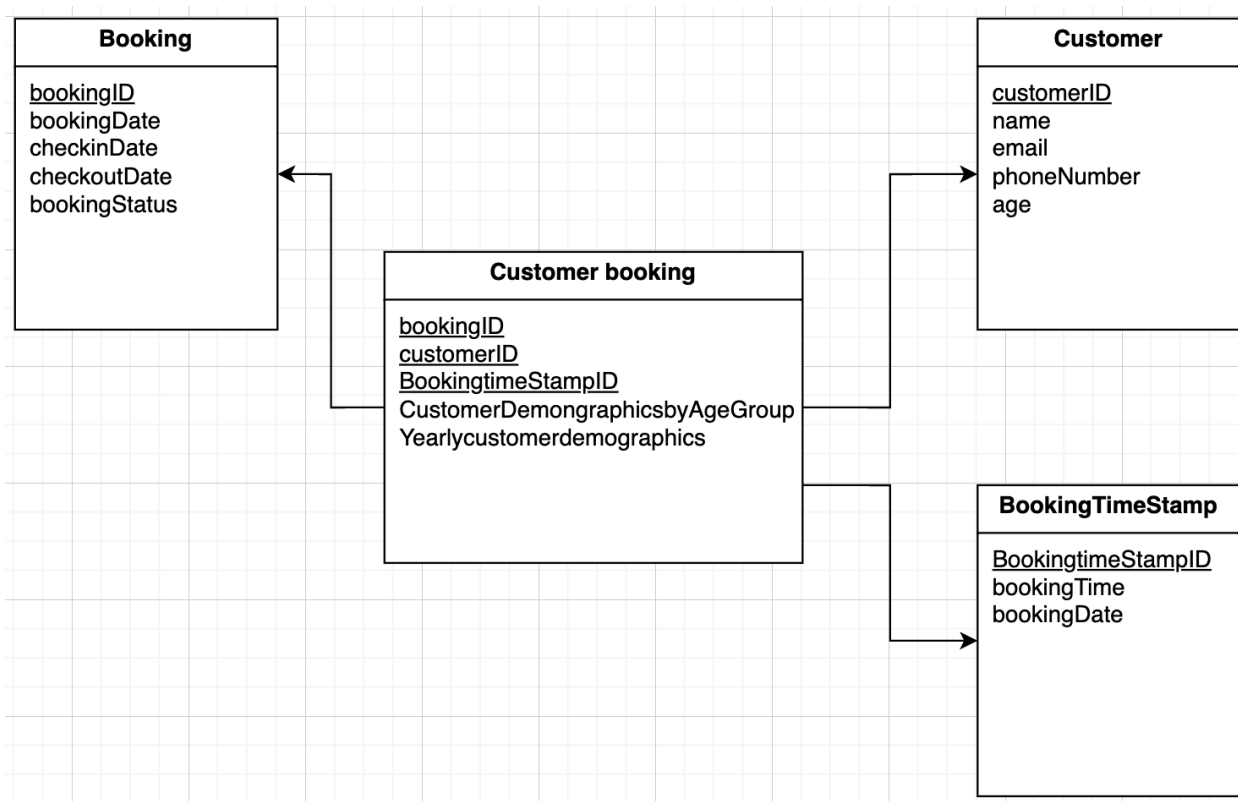 Booking
bookingID
bookingDate
checkinDate
checkoutDate
bookingStatus
Customer
customerID
name
email
phoneNumber
age
Customer booking
bookingID
customerID
BookingtimeStampID
CustomerDemongraphicsbyAgeGroup
Yearlycustomerdemographics
BookingTimeStamp
BookingtimeStampID
bookingTime
bookingDate